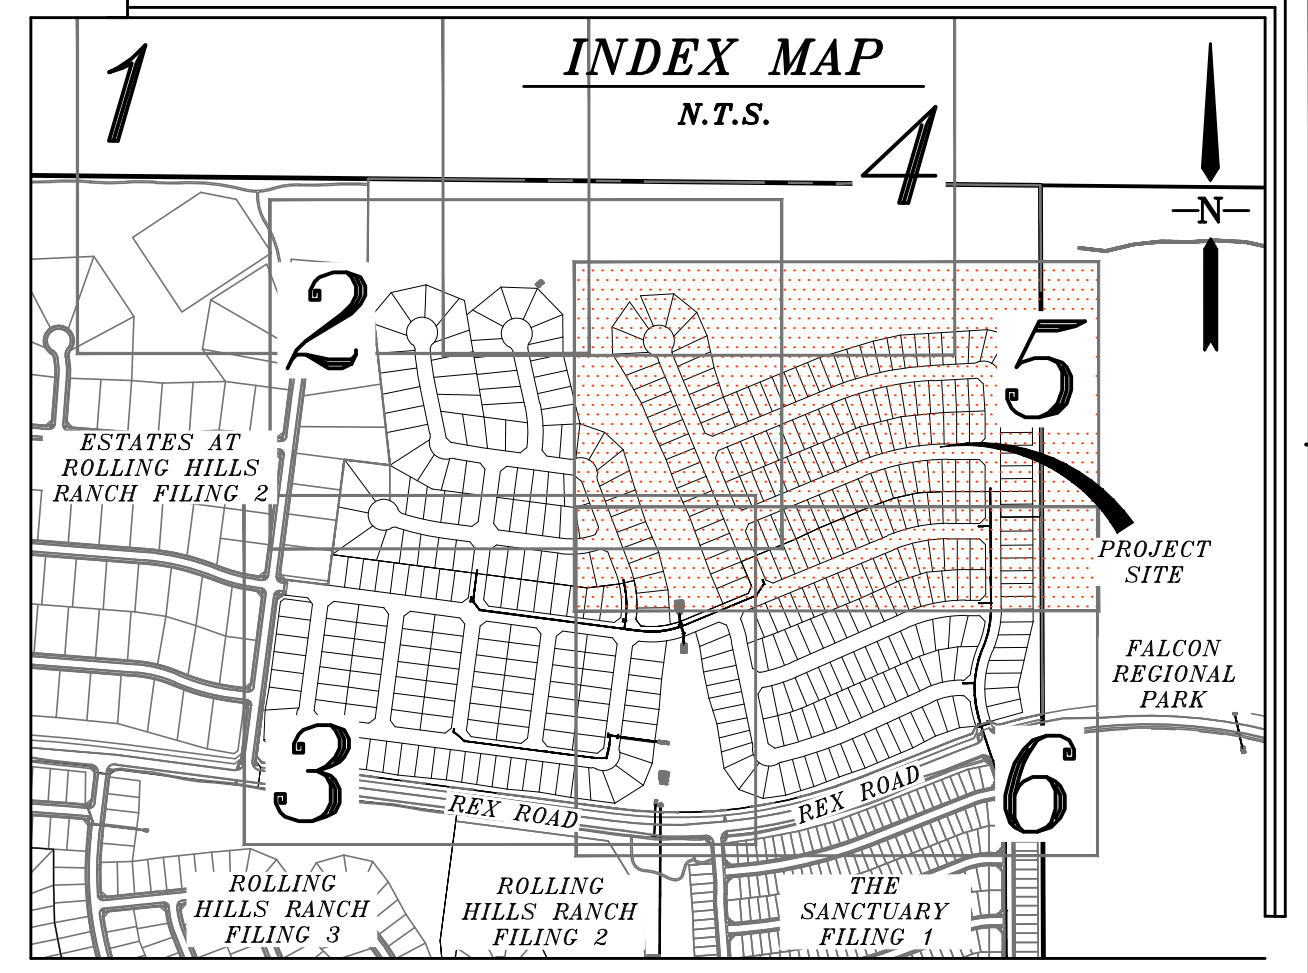 INDEX MAP
N.T.S.
1
4
N
2
5
ESTATES AT
ROLLING HILLS
RANCH FILING 2
PROJECT
SITE
FALCON
REGIONAL
PARK
3
6
REX ROAD
REX ROAD
ROLLING
HILLS RANCH
FILING 3
ROLLING
HILLS RANCH
FILING 2
THE
SANCTUARY
FILING 1